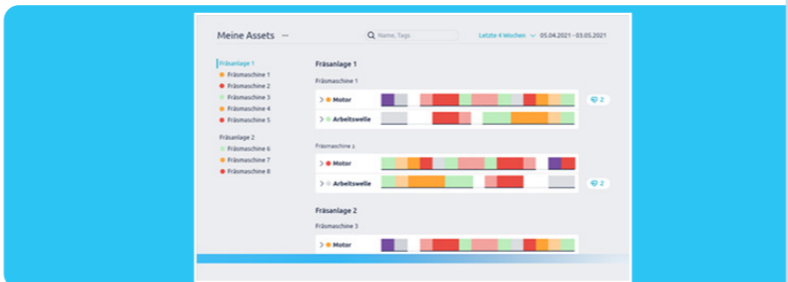 Meine Assets
Name, Tags
Letzte 4 Wochen
05.04.2021 - 03.05.2021
Fräsanlage 1
Fräsmaschine 1
Fräsmaschine 2
Fräsmaschine 3
Fräsmaschine 4
Fräsmaschine 5
Fräsanlage 2
Fräsmaschine 6
Fräsmaschine 7
Fräsmaschine 8
Fräsanlage 1
Fräsmaschine 1
Motor
2
Arbeitswelle
Fräsmaschine 2
Motor
Arbeitswelle
2
Fräsanlage 2
Fräsmaschine 3
Motor